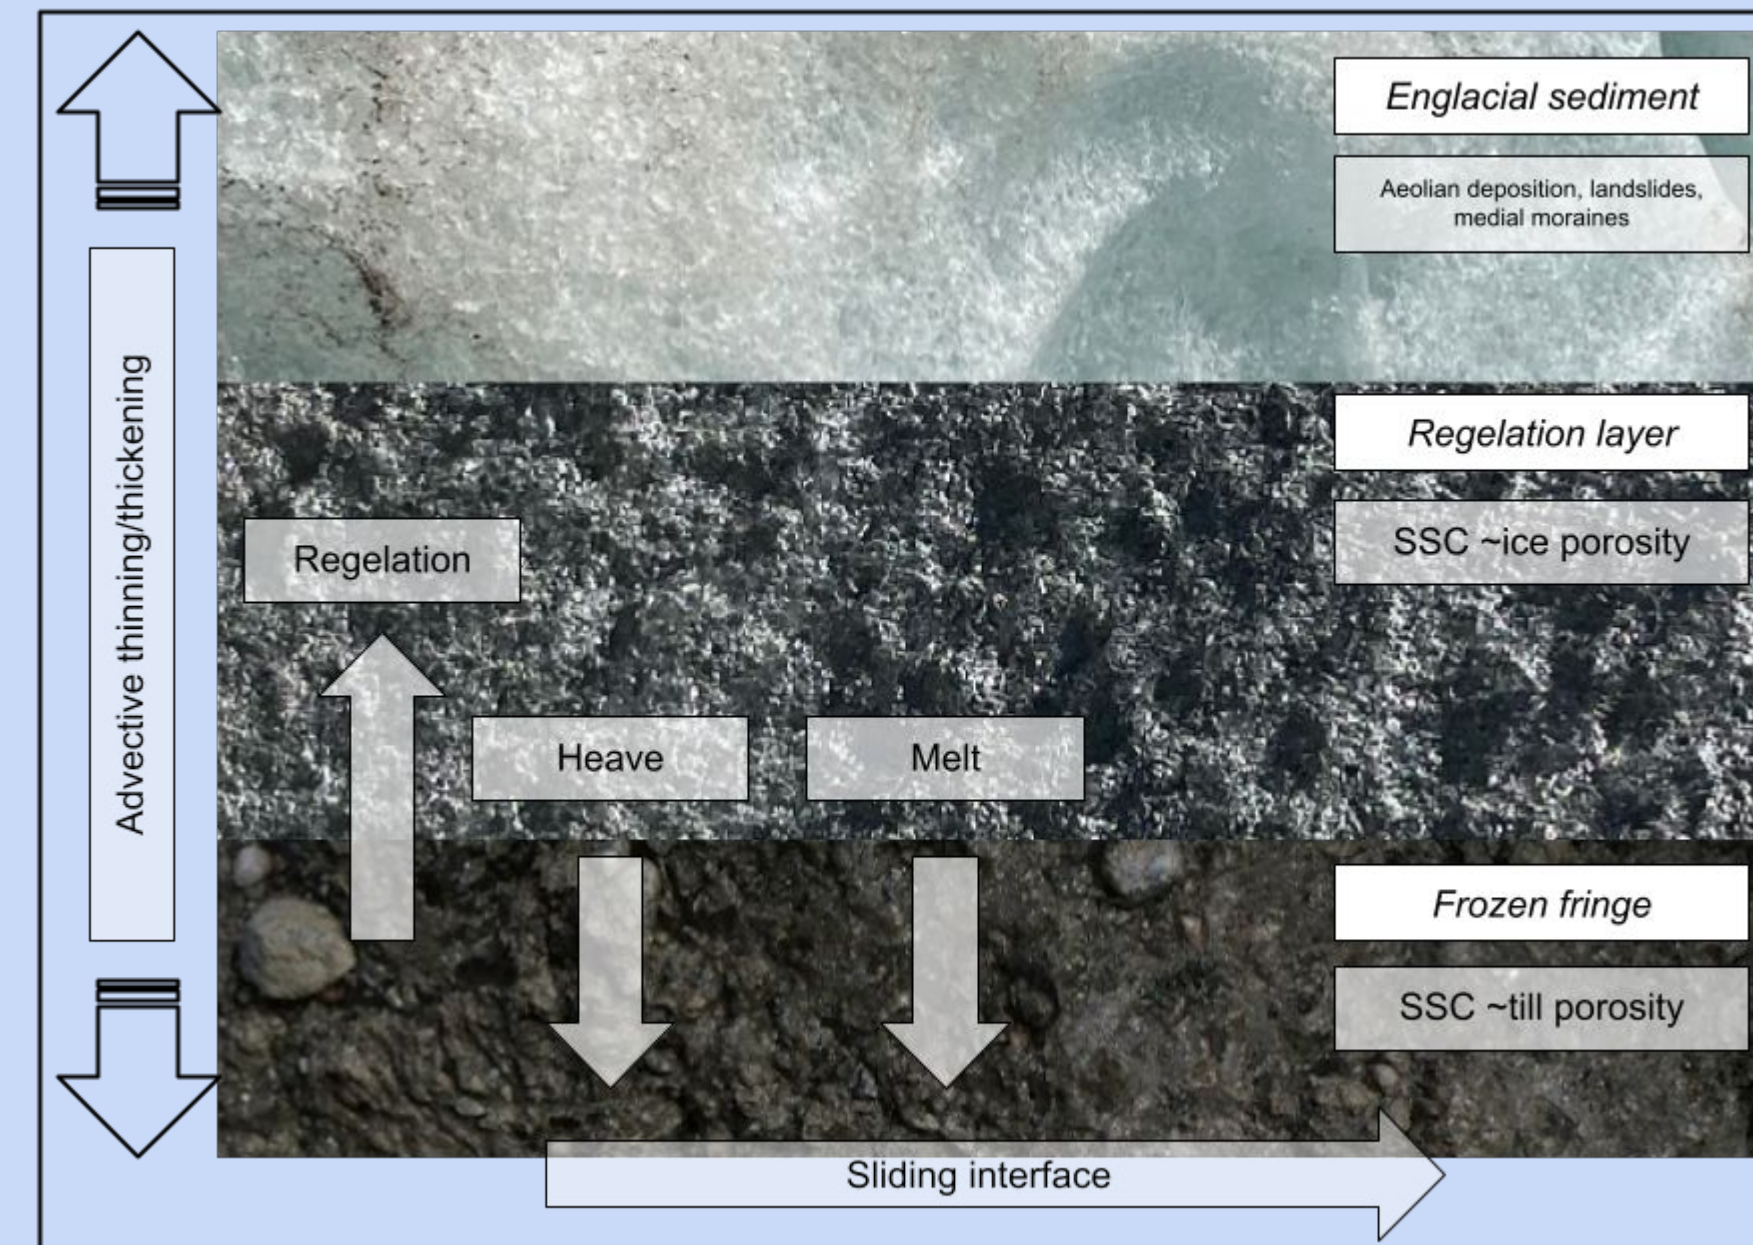 Englacial sediment
Aeolian deposition, landslides,
medial moraines
Advective thinning/thickening
Regelation layer
SSC ~ice porosity
Regelation
Heave
Melt
Frozen fringe
SSC ~till porosity
Sliding interface